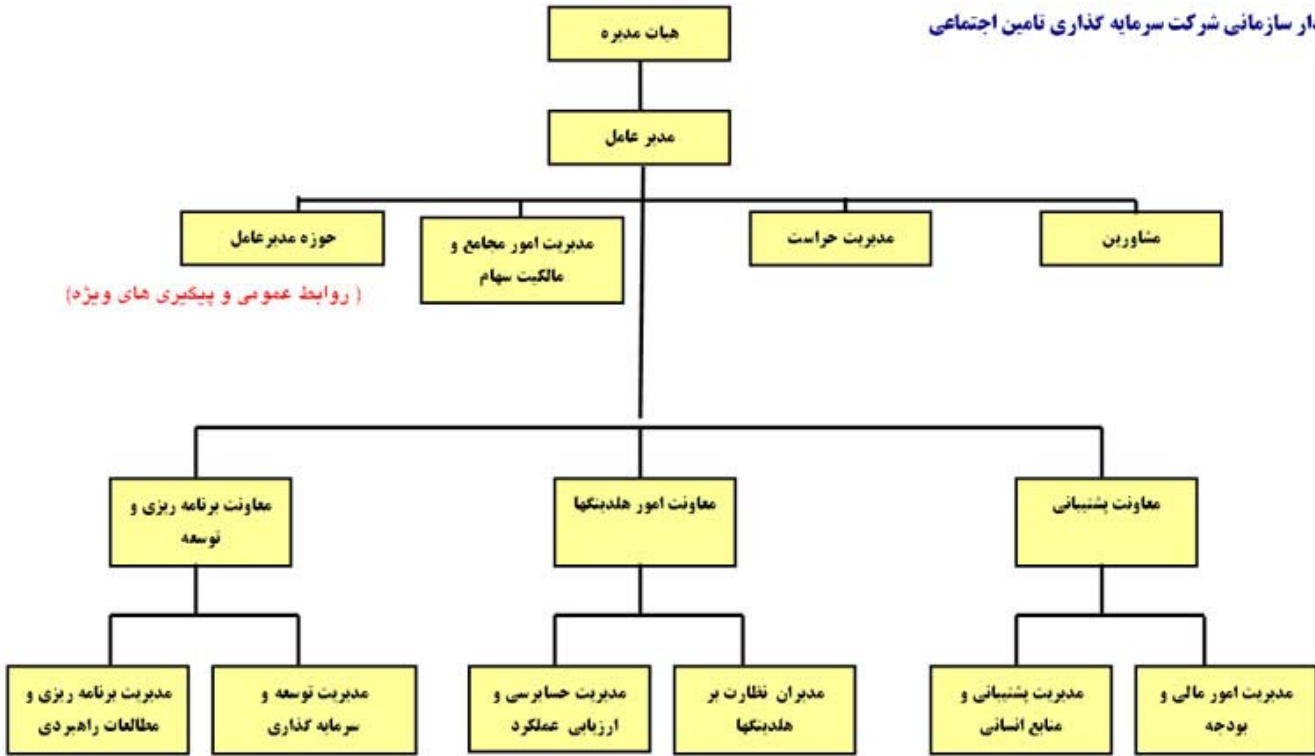 دار سازمانی شرکت سرمایه گذاری تامین اجتماعی
هیات مدیره
مدیر عامل
مشاورین
مدیریت حراست
مدیریت امور مجامع و
مالکیت سهام
حوزه مدیرعامل
( روابط عمومی و پیگیری های ویژه)
معاونت پشتیبانی
معاونت امور هلدینگها
معاونت برنامه ریزی و
توسعه
مدیریت امور مالی و
بودجه
مدیریت پشتیبانی و
منابع انسانی
مدیران نظارت بر
هلدینگها
مدیریت حسابرسی و
ارزیابی عملکرد
مدیریت توسعه و
سرمایه گذاری
مدیریت برنامه ریزی و
مطالعات راهبردی